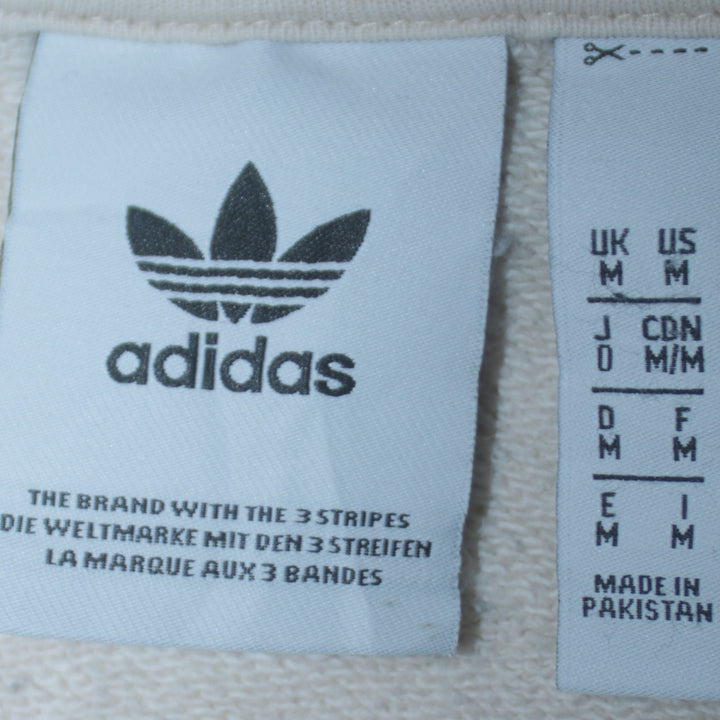 adidas
THE BRAND WITH THE 3 STRIPES
DIE WELTMARKE MIT DEN 3 STREIFEN
LA MARQUE AUX 3 BANDES
UK US
M M
J CDN
O M/M
D F
M M
E I
M M
MADE IN
PAKISTAN